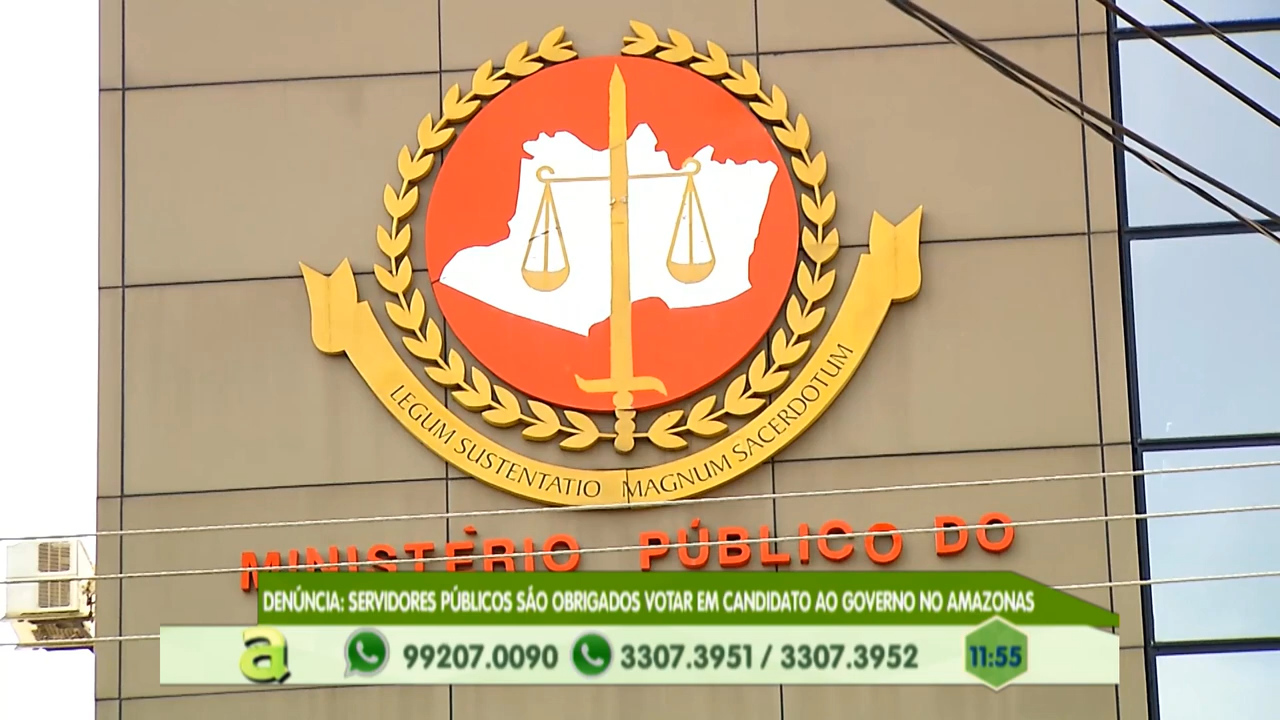 LEGUM SUSTENTATIO MAGNUM SACERDOTUM
MINISTÉRIO PÚBLICO DO
DENÚNCIA: SERVIDORES PÚBLICOS SÃO OBRIGADOS VOTAR EM CANDIDATO AO GOVERNO NO AMAZONAS
a 99207.0090 3307.3951 / 3307.3952 11:55